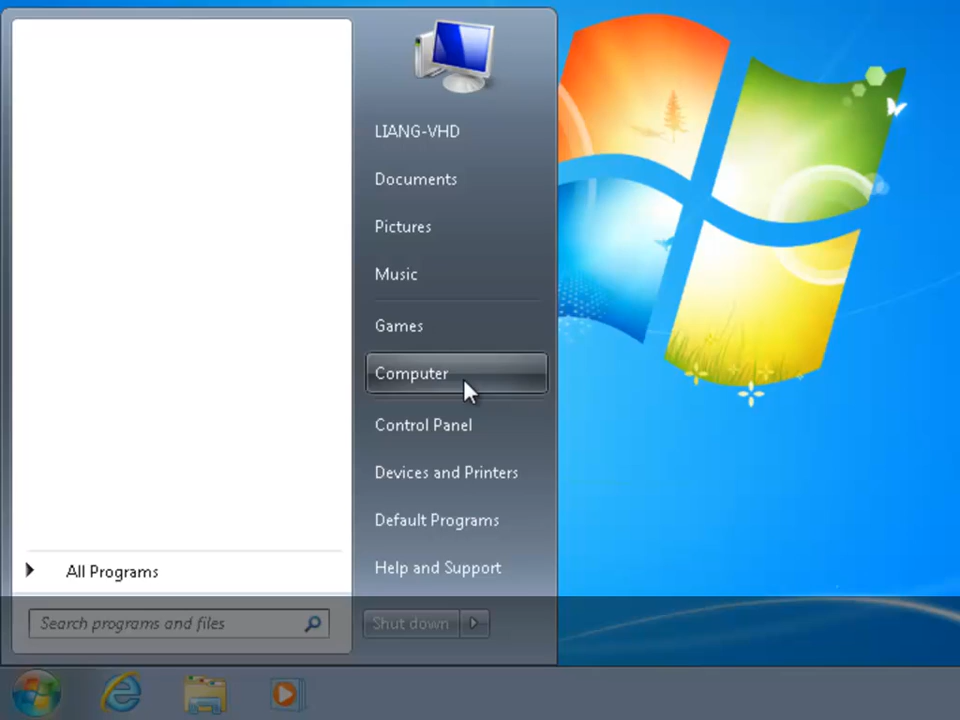 LIANG-VHD
Documents
Pictures
Music
Games
Computer
Control Panel
Devices and Printers
Default Programs
Help and Support
All Programs
Search programs and files
Shut down